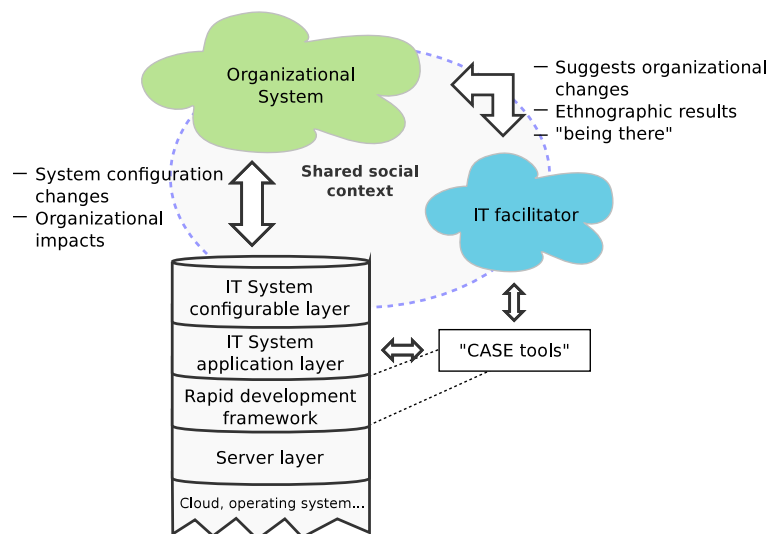 Organizational
System
— Suggests organizational
changes
— Ethnographic results
— "being there"
Shared social
context
— System configuration
changes
— Organizational
impacts
IT facilitator
IT System
configurable layer
IT System
application layer
"CASE tools"
Rapid development
framework
Server layer
Cloud, operating system...